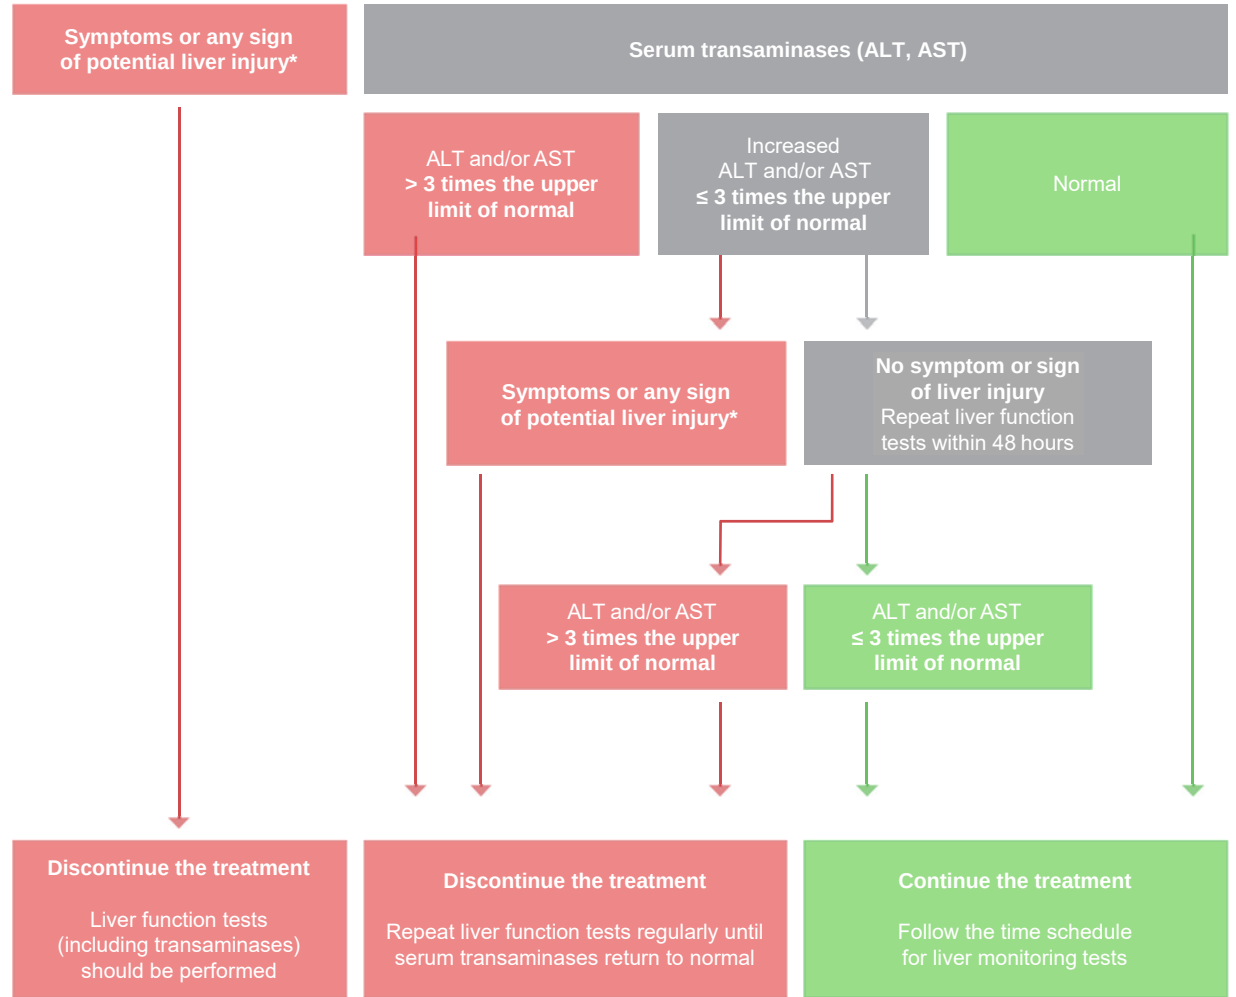 Symptoms or any sign
of potential liver injury*
Serum transaminases (ALT, AST)
ALT and/or AST
> 3 times the upper
limit of normal
Increased
ALT and/or AST
≤ 3 times the upper
limit of normal
Normal
Symptoms or any sign
of potential liver injury*
No symptom or sign
of liver injury
Repeat liver function
tests within 48 hours
ALT and/or AST
> 3 times the upper
limit of normal
ALT and/or AST
≤ 3 times the upper
limit of normal
Discontinue the treatment
Liver function tests
(including transaminases)
should be performed
Discontinue the treatment
Repeat liver function tests regularly until
serum transaminases return to normal
Continue the treatment
Follow the time schedule
for liver monitoring tests